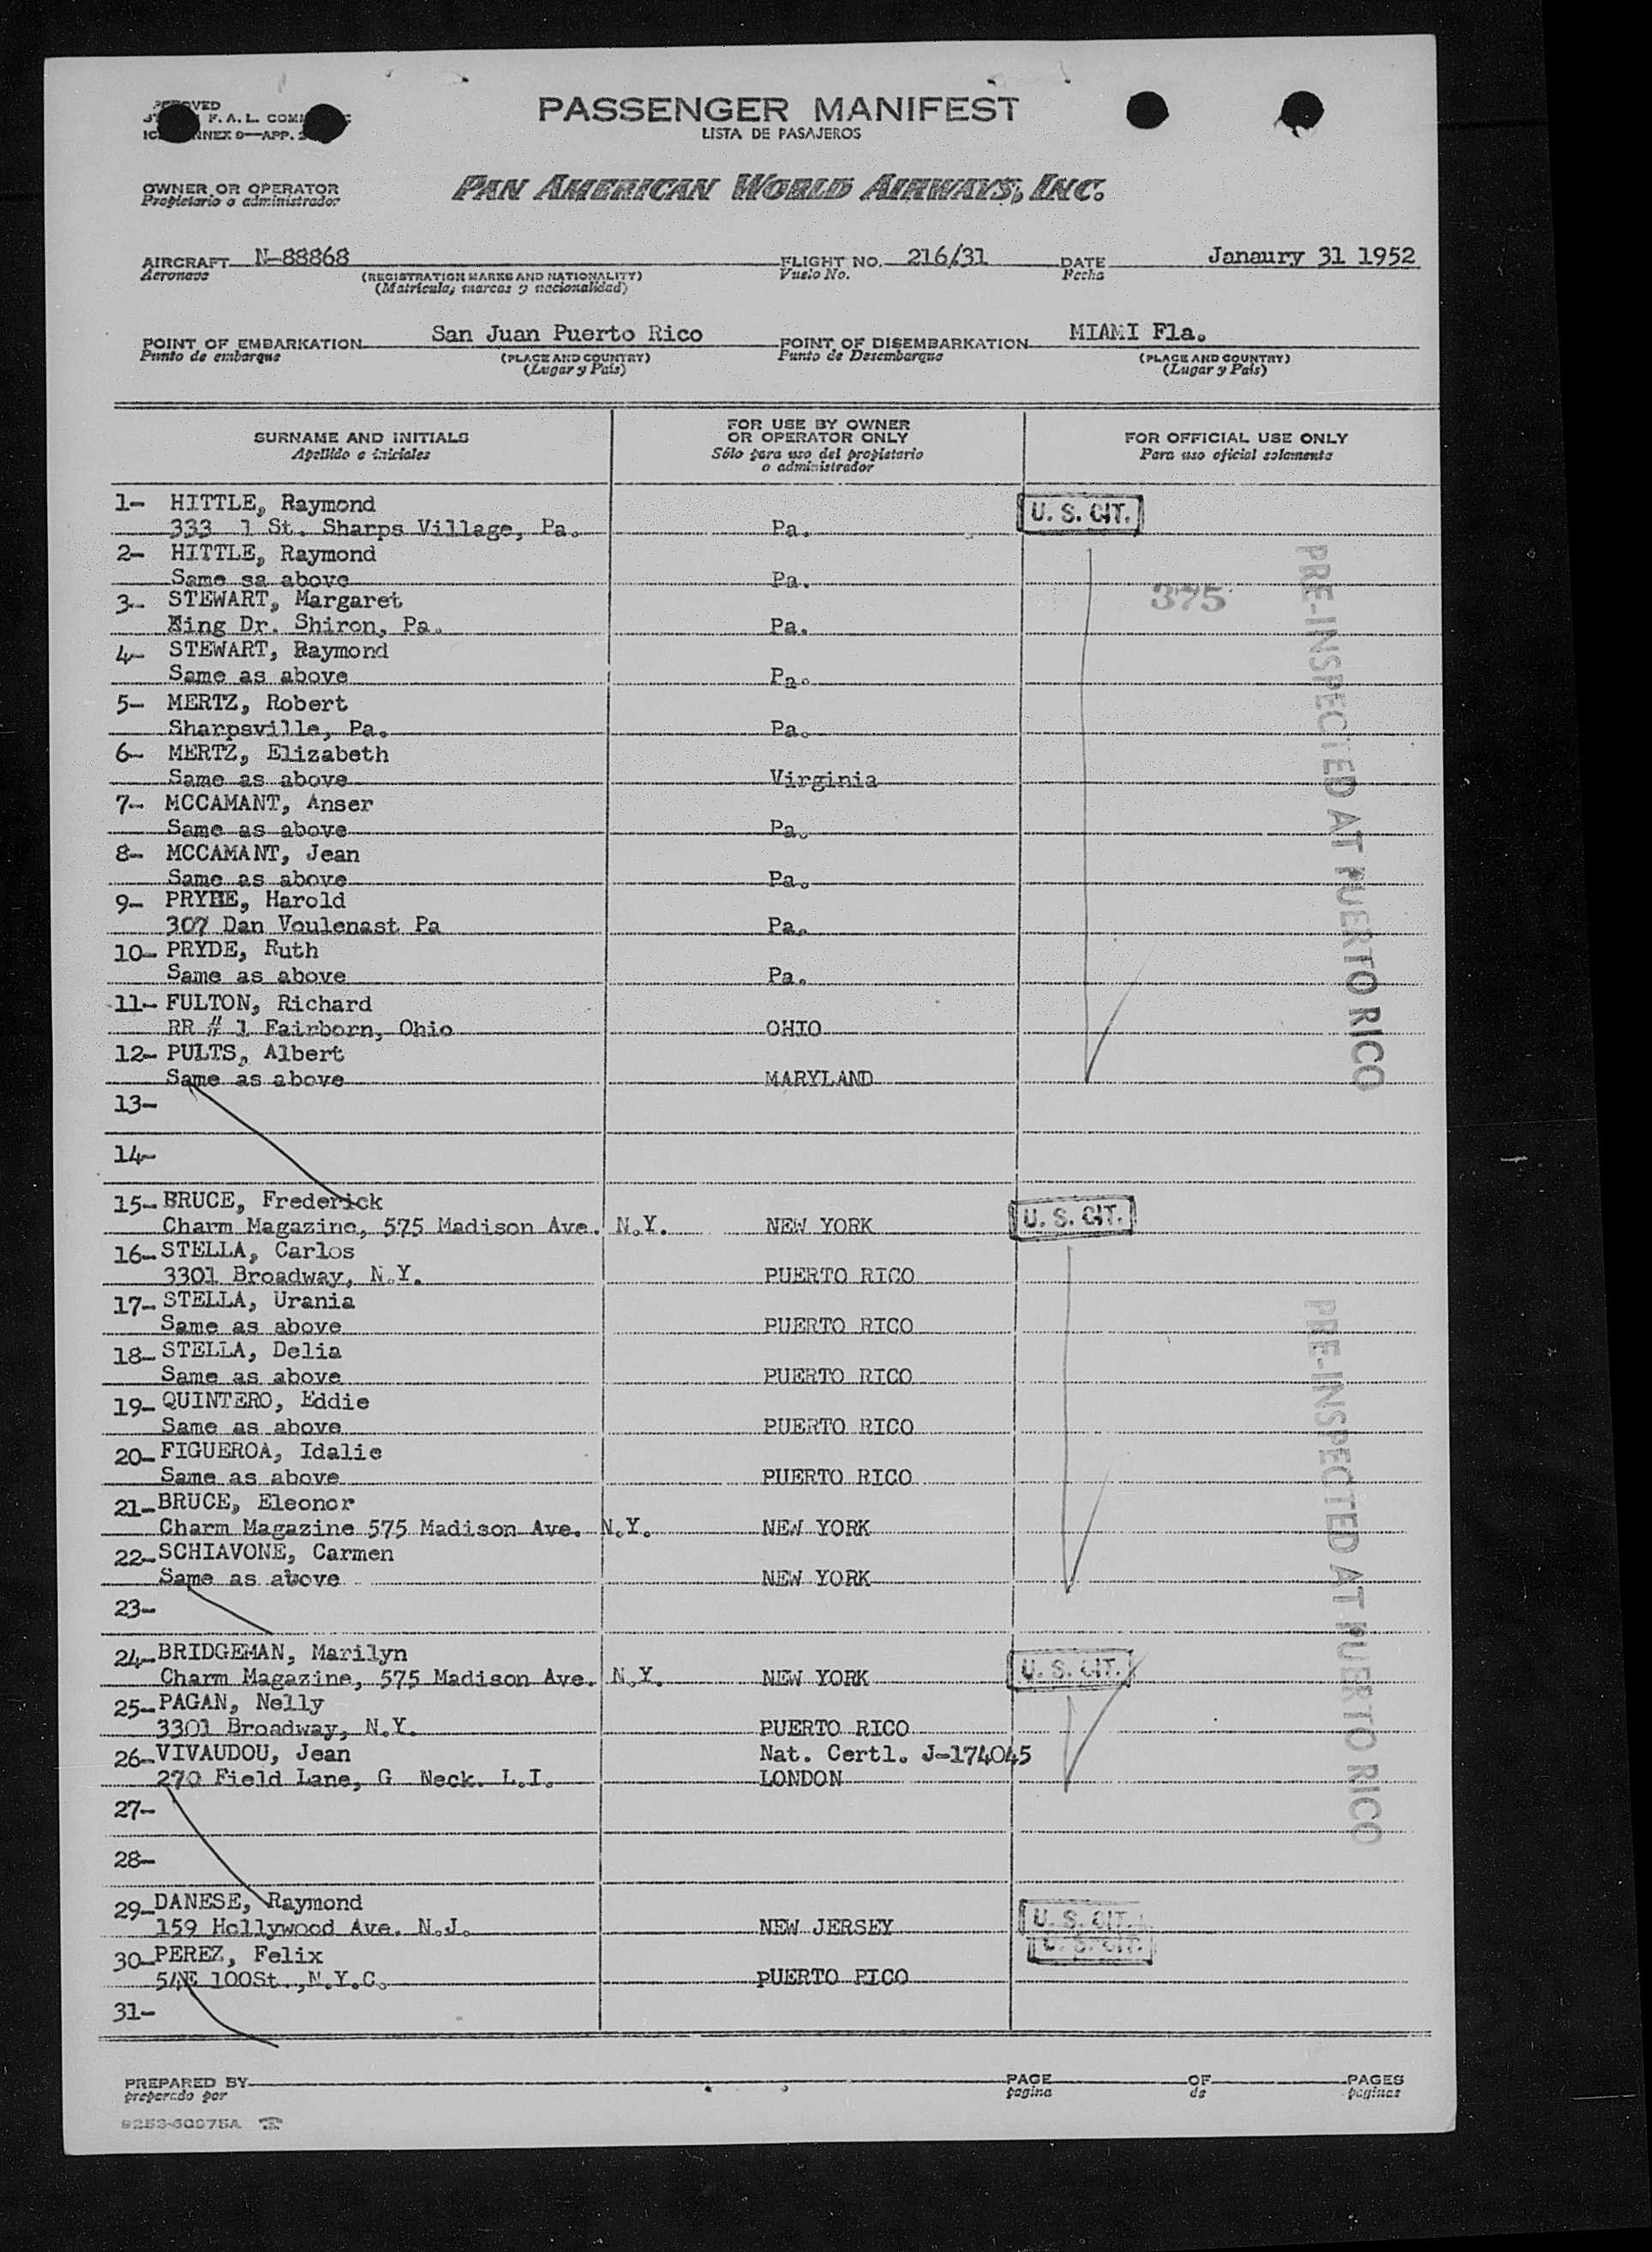 PASSENGER MANIFEST
LISTA DE PASAJEROS
F. A. L.
ANNEX 9—APP.
OWNER OR OPERATOR
Propietario o administrador
PAN AMERICAN WORLD AIRWAYS, INC.
AIRCRAFT N-88868 FLIGHT NO. 216/31 DATE Janaury 31 1952
Aeronave (REGISTRATION MARKS AND NATIONALITY) Vuelo No. Fecha
(Matrícula, marcas y nacionalidad)
POINT OF EMBARKATION San Juan Puerto Rico POINT OF DISEMBARKATION MIAMI Fla.
Punto de embarque (PLACE AND COUNTRY) Punto de Desembarque (PLACE AND COUNTRY)
(Lugar y País) (Lugar y País)
SURNAME AND INITIALS
Apellido e iniciales
FOR USE BY OWNER
OR OPERATOR ONLY
Sólo para uso del propietario
o administrador
FOR OFFICIAL USE ONLY
Para uso oficial solamente
1- HITTLE, Raymond U. S. CIT.
333 1 St. Sharps Village, Pa. Pa.
2- HITTLE, Raymond
Same sa above Pa.
375
3- STEWART, Margaret
Dr. Shiron, Pa. Pa.
4- STEWART, Raymond
Same as above Pa.
5- MERTZ, Robert
Sharpsville, Pa. Pa.
6- MERTZ, Elizabeth
Same as above Virginia
7- MCCAMANT, Anser
Same as above Pa.
8- MCCAMANT, Jean
Same as above Pa.
9- Harold
307 Dan Voulenast Pa Pa.
10- PRYDE, Ruth
Same as above Pa.
11- FULTON, Richard
RR # 1 Fairborn, Ohio OHIO
12- PULTS, Albert
Same as above MARYLAND
PRE-INSPECTED AT PUERTO RICO
13-
14-
15- BRUCE, Frederick U. S. CIT.
Charm Magazine, 575 Madison Ave. N.Y. NEW YORK
16- STELLA, Carlos
3301 Broadway, N.Y. PUERTO RICO
17- STELLA, Urania
Same as above PUERTO RICO
18- STELLA, Delia
Same as above PUERTO RICO
19- QUINTERO, Eddie
Same as above PUERTO RICO
20- FIGUEROA, Idalie
Same as above PUERTO RICO
21- BRUCE, Eleonor
Charm Magazine 575 Madison Ave. N.Y. NEW YORK
22- SCHIAVONE, Carmen
Same as above NEW YORK
23-
24- BRIDGEMAN, Marilyn U. S. CIT.
Charm Magazine, 575 Madison Ave. N.Y. NEW YORK
25- PAGAN, Nelly
3301 Broadway, N.Y. PUERTO RICO
26- VIVAUDOU, Jean Nat. Certl. J-174045
270 Field Lane, G Neck. L.I. LONDON
PRE-INSPECTED AT PUERTO RICO
27-
28-
29- DANESE, Raymond U. S. CIT.
159 Hollywood Ave. N.J. NEW JERSEY U. S. CIT.
30- PEREZ, Felix
100St.,N.Y.C. PUERTO RICO
31-
PREPARED BY PAGE OF PAGES
preparado por pagina de paginas